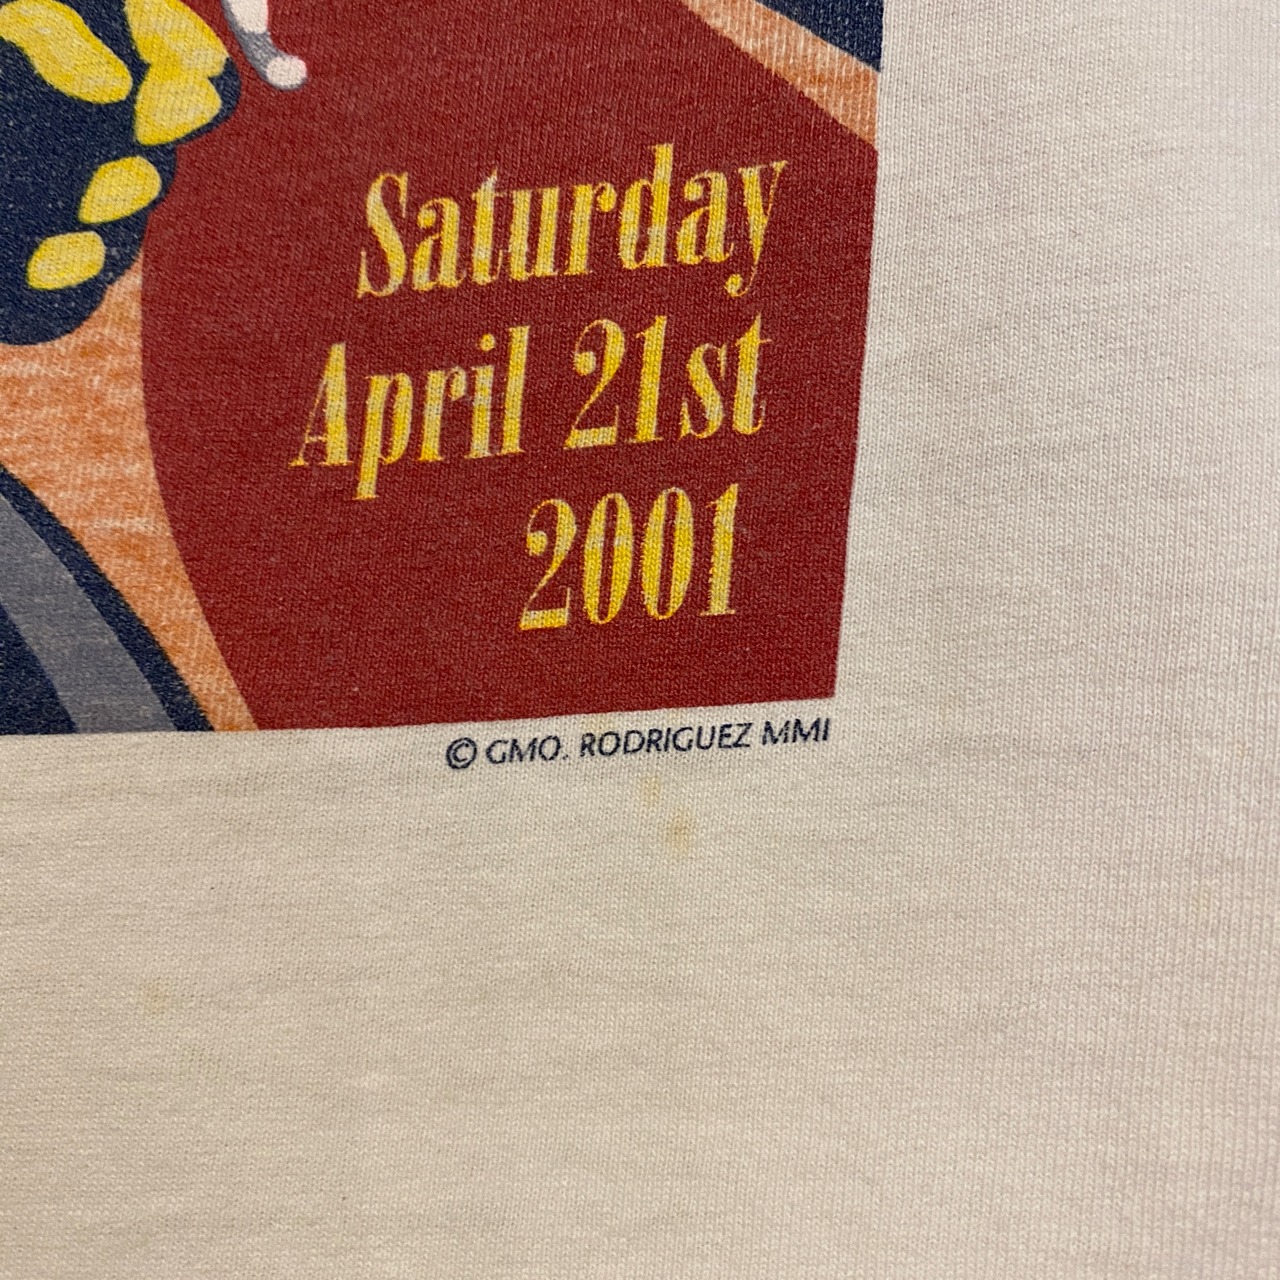 Saturday
April 21st
2001
© GMO. RODRIGUEZ MMI